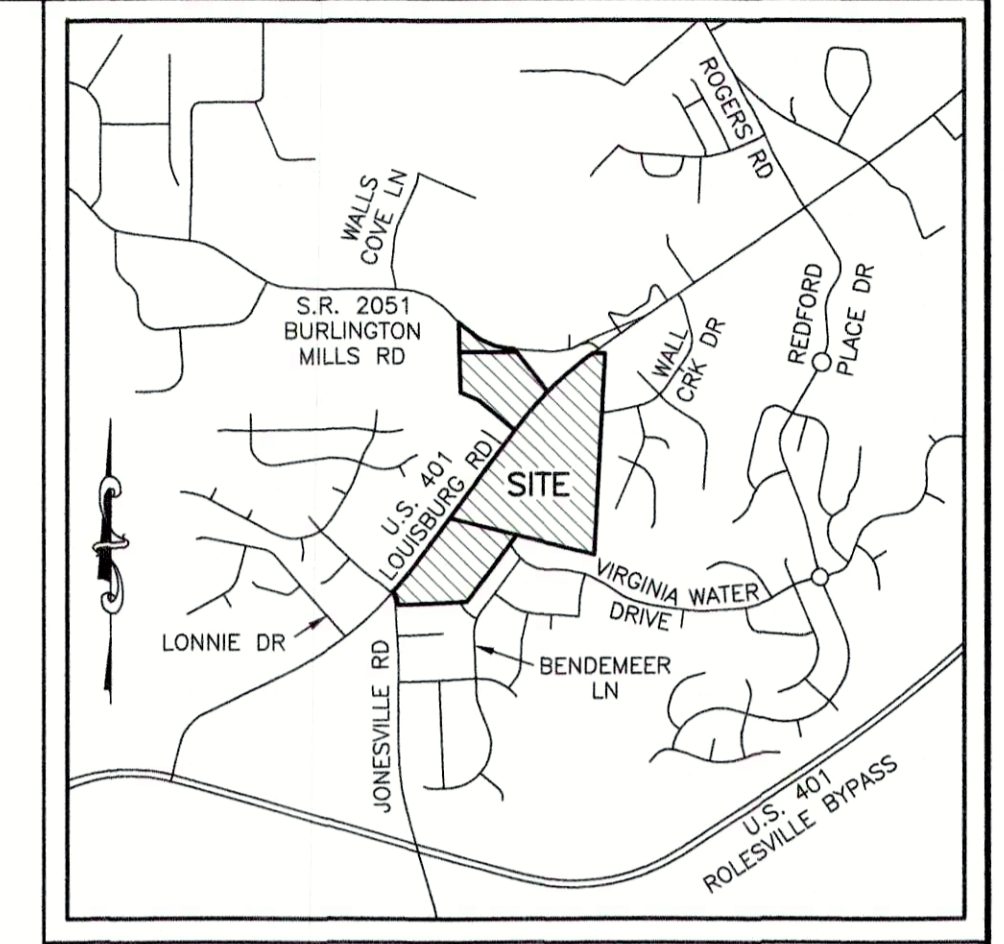 ROGERS RD
WALLS
COVE LN
S.R. 2051
BURLINGTON
MILLS RD
REDFORD
PLACE DR
WALL
CRK DR
U.S. 401
LOUISBURG RD
SITE
VIRGINIA WATER
DRIVE
LONNIE DR
BENDEMEER
LN
JONESVILLE RD
U.S. 401
ROLESVILLE BYPASS